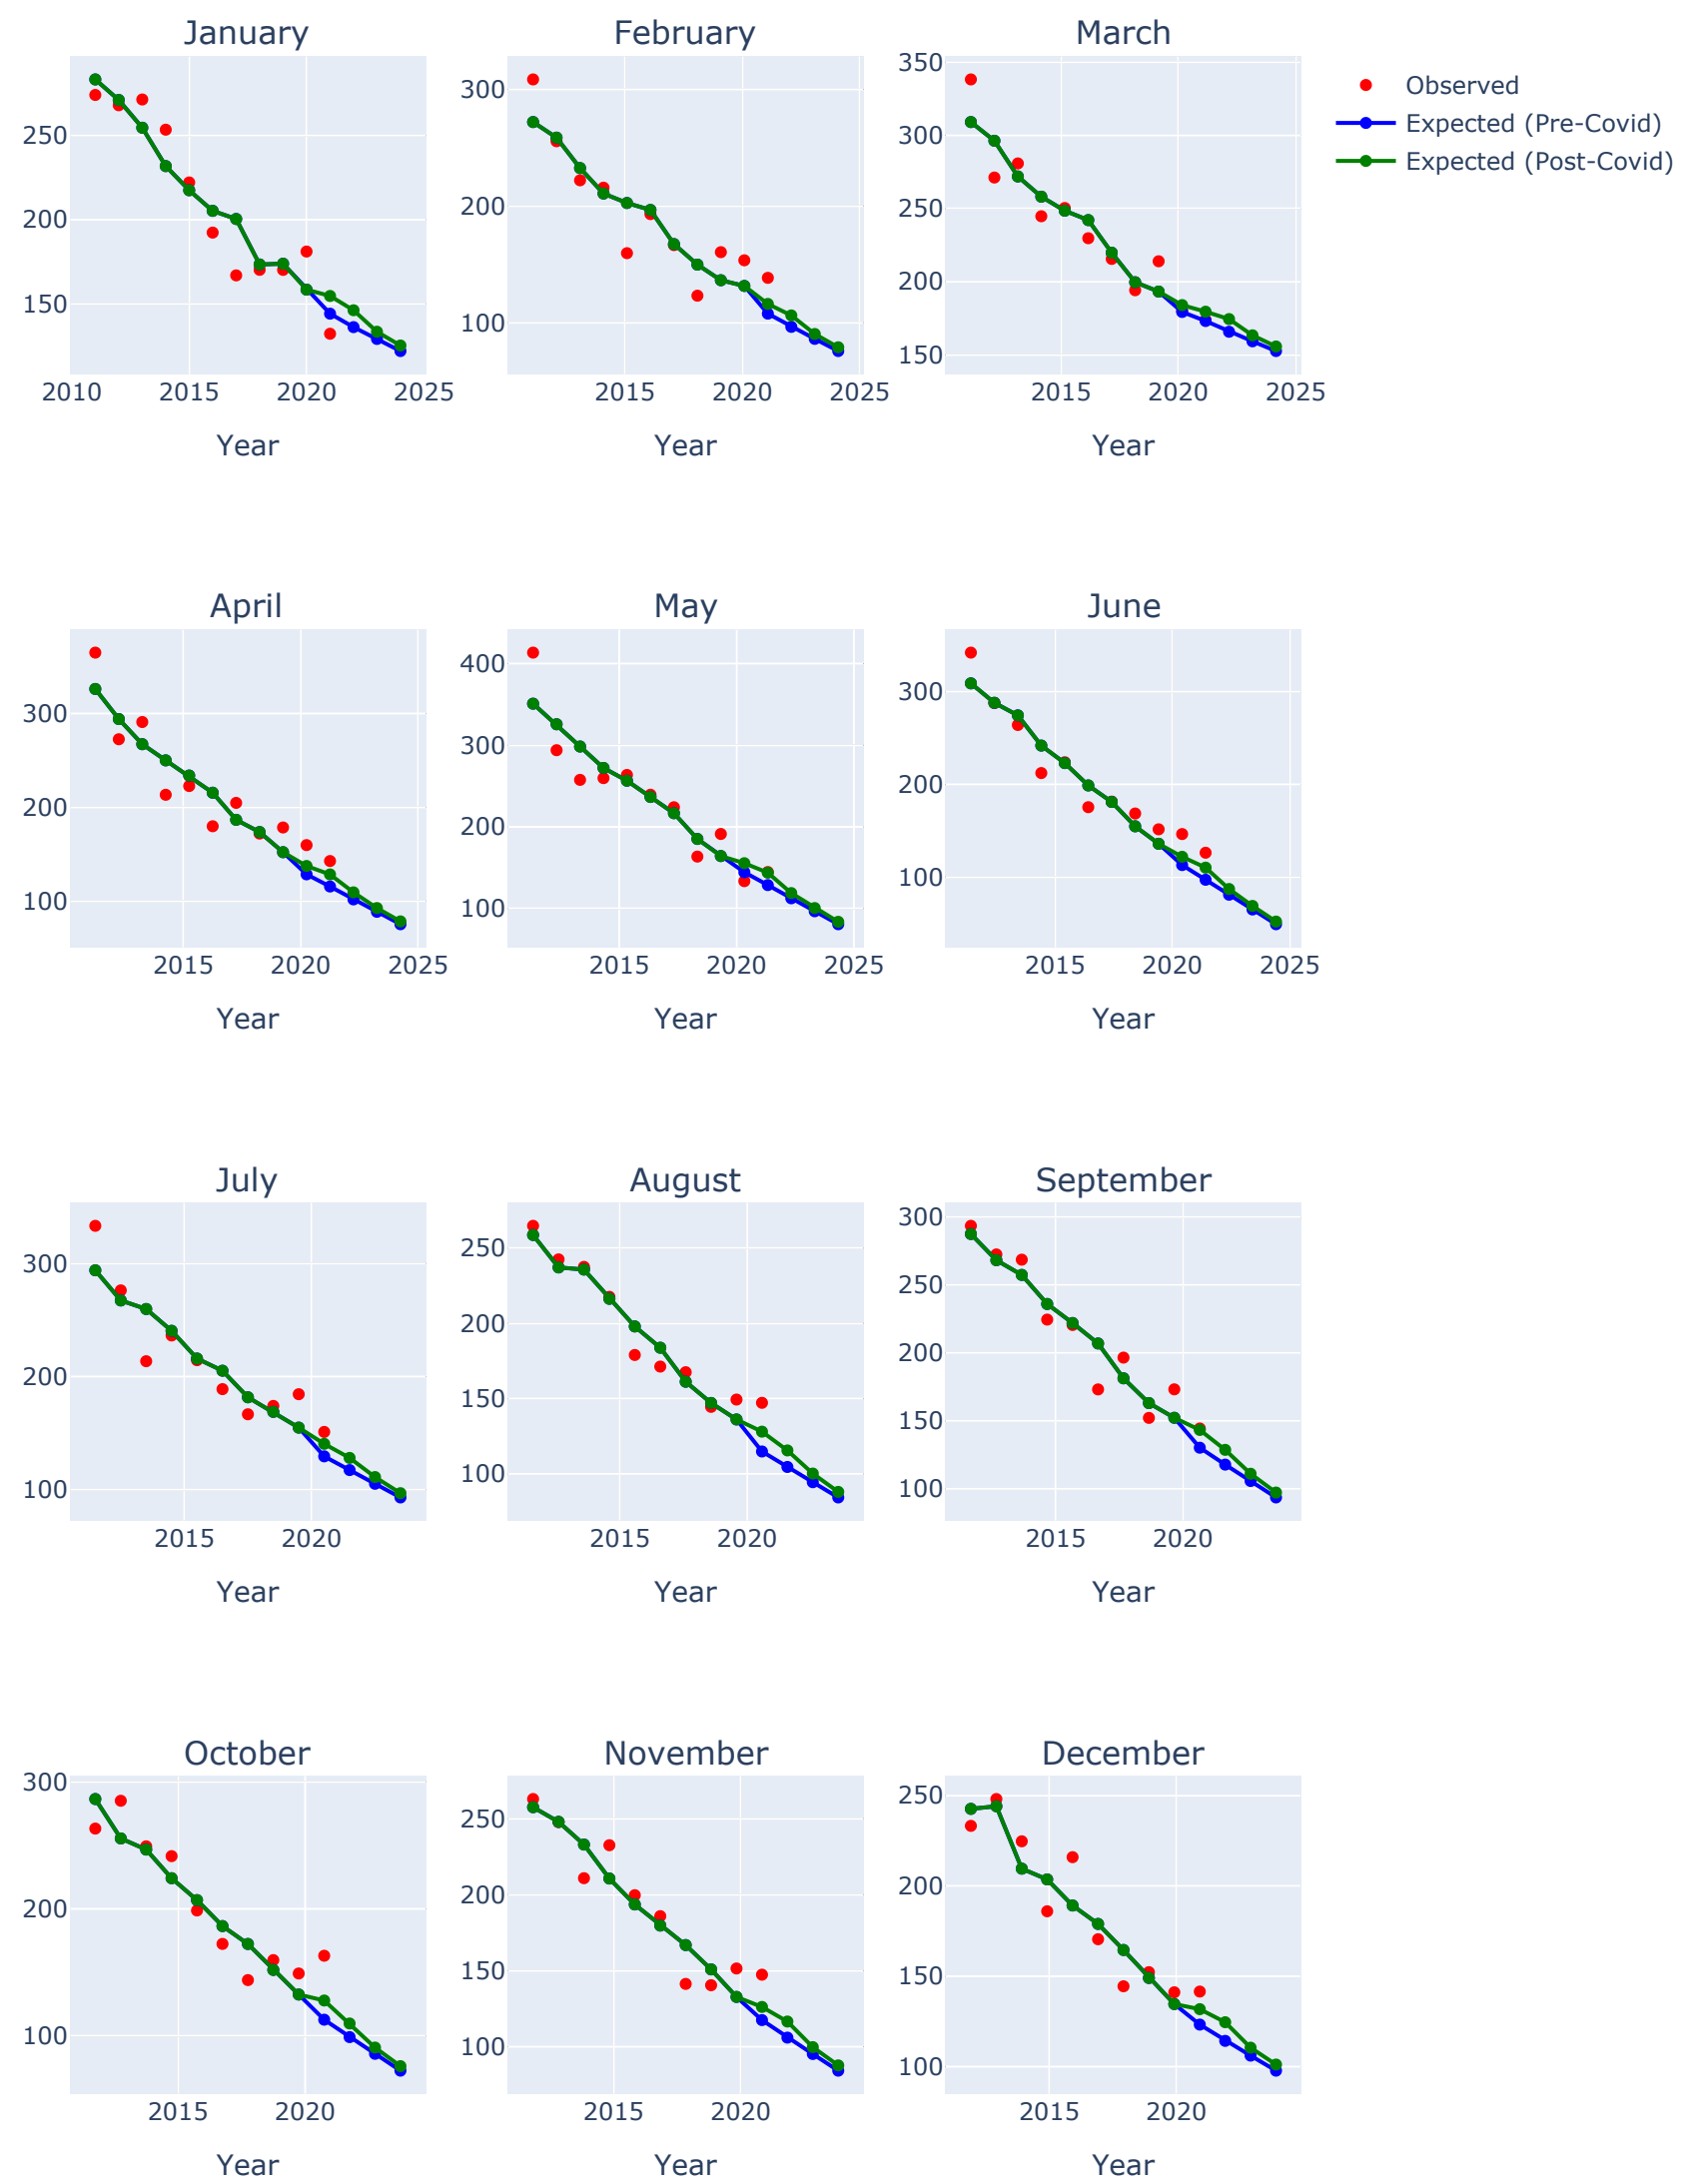 January
February
March
Observed
Expected (Pre-Covid)
Expected (Post-Covid)
250
200
150
2010 2015 2020 2025
Year
300
200
100
2015 2020 2025
Year
350
300
250
200
150
2015 2020 2025
Year
April
May
June
300
200
100
2015 2020 2025
Year
400
300
200
100
2015 2020 2025
Year
300
200
100
2015 2020 2025
Year
July
August
September
300
200
100
2015 2020
Year
250
200
150
100
2015 2020
Year
300
250
200
150
100
2015 2020
Year
October
November
December
300
200
100
2015 2020
Year
250
200
150
100
2015 2020
Year
250
200
150
100
2015 2020
Year